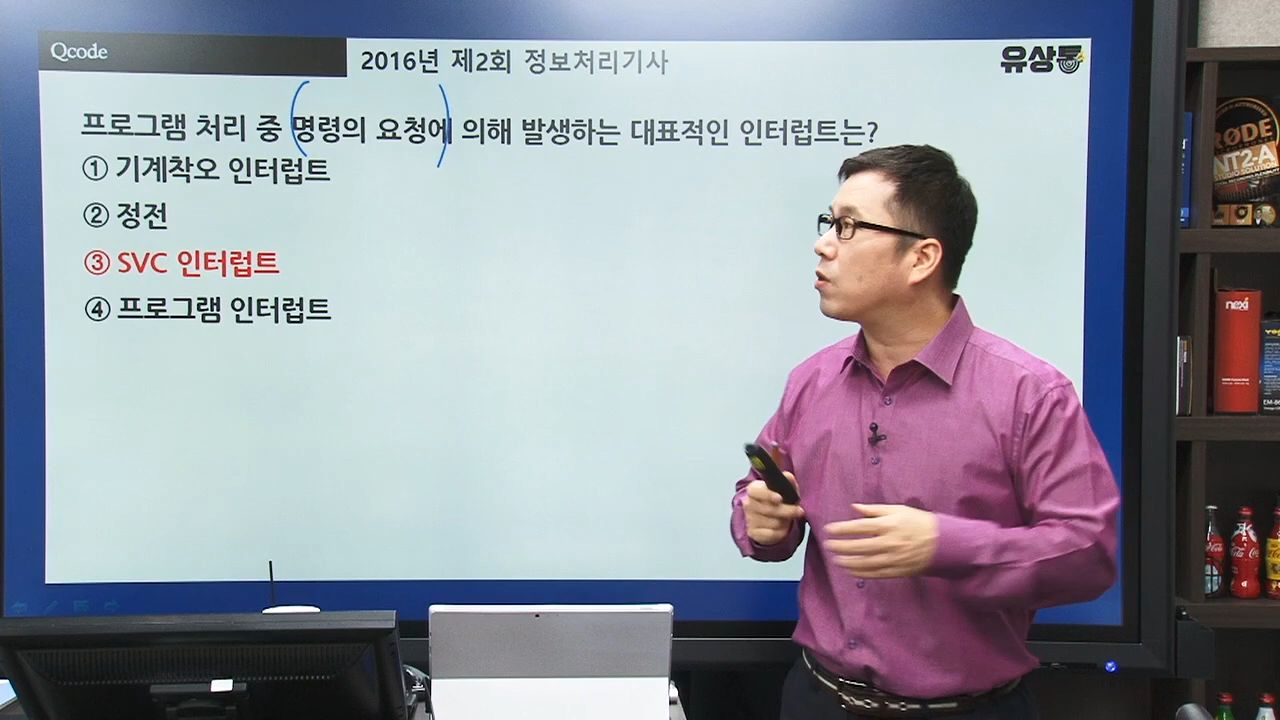 Qcode
2016년 제2회 정보처리기사
유상통
프로그램 처리 중 명령의 요청에 의해 발생하는 대표적인 인터럽트는?
① 기계착오 인터럽트
② 정전
③ SVC 인터럽트
④ 프로그램 인터럽트
RØDE
NT2-A
nexi